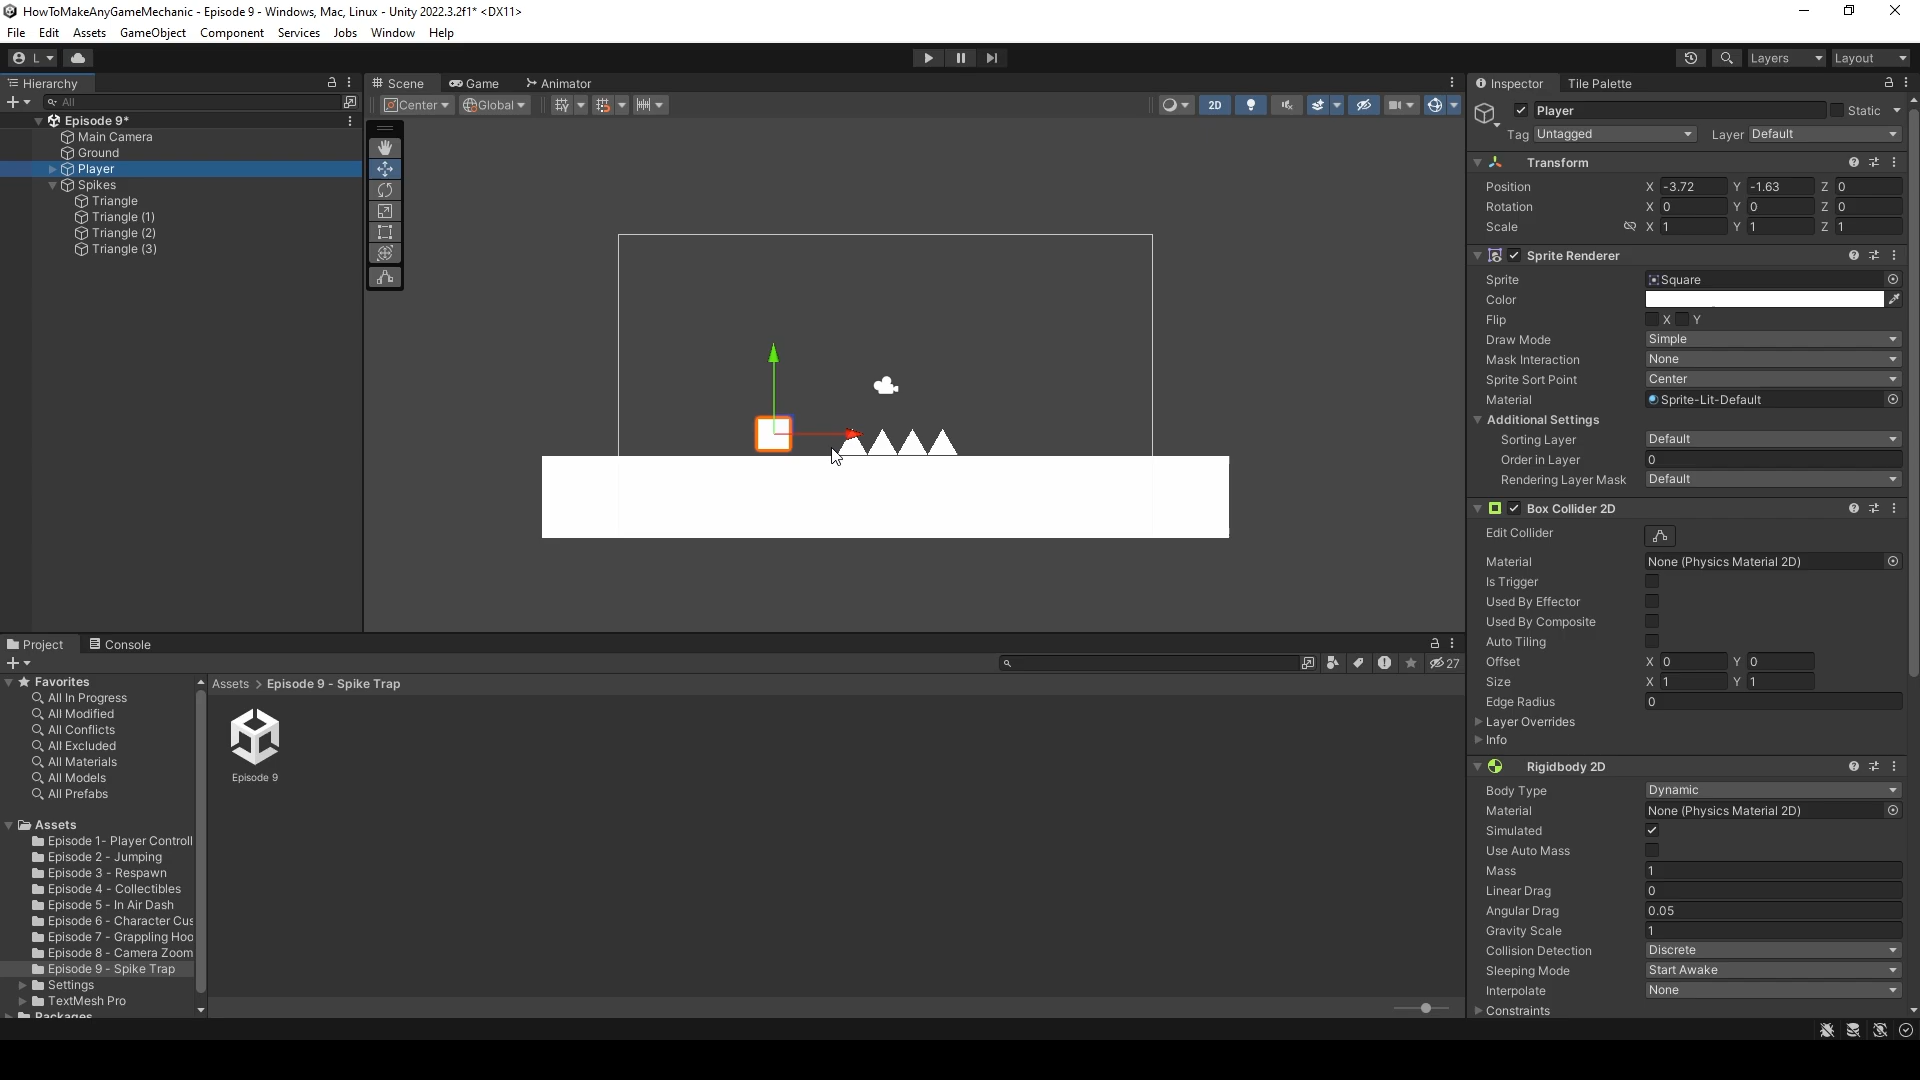 HowToMakeAnyGameMechanic - Episode 9 - Windows, Mac, Linux - Unity 2022.3.2f1* <DX11>
File Edit Assets GameObject Component Services Jobs Window Help
L Layers Layout
Hierarchy
All
Episode 9*
Main Camera
Ground
Player
Spikes
Triangle
Triangle (1)
Triangle (2)
Triangle (3)
Scene Game Animator
Center Global 2D
Inspector Tile Palette
Player Static
Tag Untagged Layer Default
Transform
Position X -3.72 Y -1.63 Z 0
Rotation X 0 Y 0 Z 0
Scale X 1 Y 1 Z 1
Sprite Renderer
Sprite Square
Color
Flip X Y
Draw Mode Simple
Mask Interaction None
Sprite Sort Point Center
Material Sprite-Lit-Default
Additional Settings
Sorting Layer Default
Order in Layer 0
Rendering Layer Mask Default
Box Collider 2D
Edit Collider
Material None (Physics Material 2D)
Is Trigger
Used By Effector
Used By Composite
Auto Tiling
Offset X 0 Y 0
Size X 1 Y 1
Edge Radius 0
Layer Overrides
Info
Rigidbody 2D
Body Type Dynamic
Material None (Physics Material 2D)
Simulated
Use Auto Mass
Mass 1
Linear Drag 0
Angular Drag 0.05
Gravity Scale 1
Collision Detection Discrete
Sleeping Mode Start Awake
Interpolate None
Constraints
Project Console
27
Favorites
All In Progress
All Modified
All Conflicts
All Excluded
All Materials
All Models
All Prefabs
Assets
Episode 1- Player Controll
Episode 2 - Jumping
Episode 3 - Respawn
Episode 4 - Collectibles
Episode 5 - In Air Dash
Episode 6 - Character Cus
Episode 7 - Grappling Hoo
Episode 8 - Camera Zoom
Episode 9 - Spike Trap
Settings
TextMesh Pro
Packages
Assets > Episode 9 - Spike Trap
Episode 9